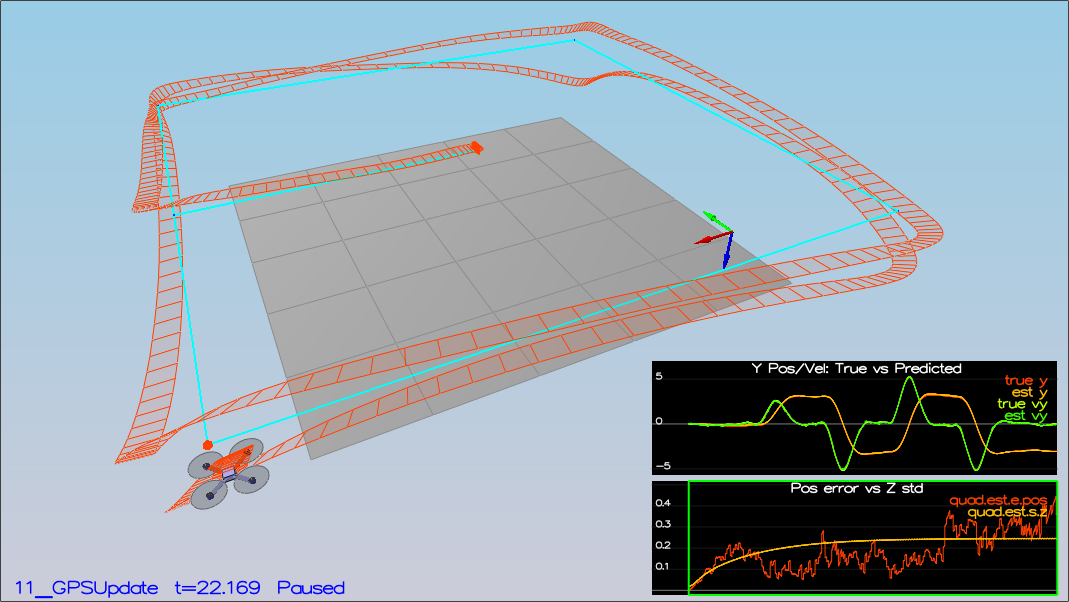 Y Pos/Vel: True vs Predicted
5
true y
est y
true vy
0
est vy
-5
Pos error vs Z std
0.4
quad.est.e.pos
quad.est.s.z
0.3
0.2
0.1
11__GPSUpdate t=22.169 Paused